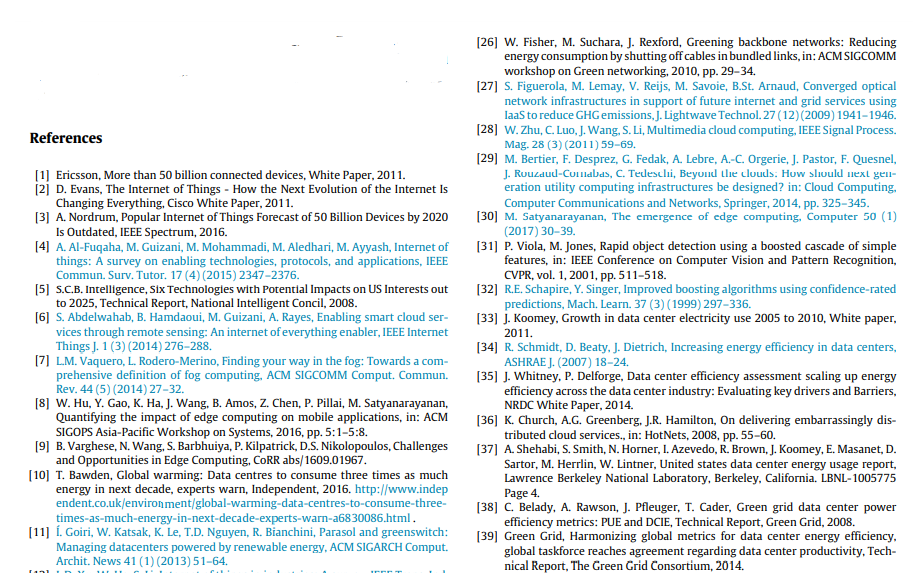 References
[1] Ericsson, More than 50 billion connected devices, White Paper, 2011.
[2] D. Evans, The Internet of Things - How the Next Evolution of the Internet Is
Changing Everything, Cisco White Paper, 2011.
[3] A. Nordrum, Popular Internet of Things Forecast of 50 Billion Devices by 2020
Is Outdated, IEEE Spectrum, 2016.
[4] A. Al-Fuqaha, M. Guizani, M. Mohammadi, M. Aledhari, M. Ayyash, Internet of
things: A survey on enabling technologies, protocols, and applications, IEEE
Commun. Surv. Tutor. 17 (4) (2015) 2347–2376.
[5] S.C.B. Intelligence, Six Technologies with Potential Impacts on US Interests out
to 2025, Technical Report, National Intelligent Concil, 2008.
[6] S. Abdelwahab, B. Hamdaoui, M. Guizani, A. Rayes, Enabling smart cloud ser-
vices through remote sensing: An internet of everything enabler, IEEE Internet
Things J. 1 (3) (2014) 276–288.
[7] L.M. Vaquero, L. Rodero-Merino, Finding your way in the fog: Towards a com-
prehensive definition of fog computing, ACM SIGCOMM Comput. Commun.
Rev. 44 (5) (2014) 27–32.
[8] W. Hu, Y. Gao, K. Ha, J. Wang, B. Amos, Z. Chen, P. Pillai, M. Satyanarayan,
Quantifying the impact of edge computing on mobile applications, in: ACM
SIGOPS Asia-Pacific Workshop on Systems, 2016, pp. 5:1–5:8.
[9] B. Varghese, N. Wang, S. Barbhuiya, P. Kilpatrick, D.S. Nikolopoulos, Challenges
and Opportunities in Edge Computing, CoRR abs/1609.01967.
[10] T. Bawden, Global warming: Data centres to consume three times as much
energy in next decade, experts warn, Independent, 2016. http://www.indep
endent.co.uk/environment/global-warming-data-centres-to-consume-three-
times-as-much-energy-in-next-decade-experts-warn-a6830086.html .
[11] Í. Goiri, W. Katsak, K. Le, T.D. Nguyen, R. Bianchini, Parasol and greenswitch:
Managing datacenters powered by renewable energy, ACM SIGARCH Comput.
Archit. News 41 (1) (2013) 51–64.
[26] W. Fisher, M. Suchara, J. Rexford, Greening backbone networks: Reducing
energy consumption by shutting off cables in bundled links, in: ACM SIGCOMM
workshop on Green networking, 2010, pp. 29–34.
[27] S. Figuerola, M. Lemay, V. Reijs, M. Savoie, B.St. Arnaud, Converged optical
network infrastructures in support of future internet and grid services using
IaaS to reduce GHG emissions, J. Lightwave Technol. 27 (12) (2009) 1941–1946.
[28] W. Zhu, C. Luo, J. Wang, S. Li, Multimedia cloud computing, IEEE Signal Process.
Mag. 28 (3) (2011) 59–69.
[29] M. Bertier, F. Desprez, G. Fedak, A. Lebre, A.-C. Orgerie, J. Pastor, F. Quesnel,
J. Rouzaud-Cornabas, C. Tedeschi, Beyond the clouds: How should next gen-
eration utility computing infrastructures be designed? in: Cloud Computing,
Computer Communications and Networks, Springer, 2014, pp. 325–345.
[30] M. Satyanarayanan, The emergence of edge computing, Computer 50 (1)
(2017) 30–39.
[31] P. Viola, M. Jones, Rapid object detection using a boosted cascade of simple
features, in: IEEE Conference on Computer Vision and Pattern Recognition,
CVPR, vol. 1, 2001, pp. 511–518.
[32] R.E. Schapire, Y. Singer, Improved boosting algorithms using confidence-rated
predictions, Mach. Learn. 37 (3) (1999) 297–336.
[33] J. Koomey, Growth in data center electricity use 2005 to 2010, White paper,
2011.
[34] R. Schmidt, D. Beaty, J. Dietrich, Increasing energy efficiency in data centers,
ASHRAE J. (2007) 18–24.
[35] J. Whitney, P. Delforge, Data center efficiency assessment scaling up energy
efficiency across the data center industry: Evaluating key drivers and Barriers,
NRDC White Paper, 2014.
[36] K. Church, A.G. Greenberg, J.R. Hamilton, On delivering embarrassingly dis-
tributed cloud services., in: HotNets, 2008, pp. 55–60.
[37] A. Shehabi, S. Smith, N. Horner, I. Azevedo, R. Brown, J. Koomey, E. Masanet, D.
Sartor, M. Herrlin, W. Lintner, United states data center energy usage report,
Lawrence Berkeley National Laboratory, Berkeley, California. LBNL-1005775
Page 4.
[38] C. Belady, A. Rawson, J. Pfleuger, T. Cader, Green grid data center power
efficiency metrics: PUE and DCIE, Technical Report, Green Grid, 2008.
[39] Green Grid, Harmonizing global metrics for data center energy efficiency,
global taskforce reaches agreement regarding data center productivity, Tech-
nical Report, The Green Grid Consortium, 2014.